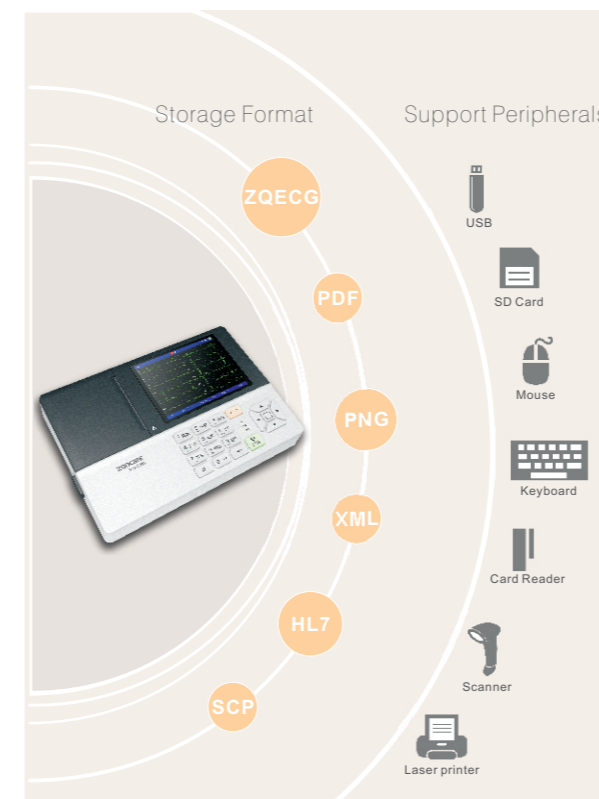 Storage Format
Support Peripherals
ZQECG
PDF
PNG
XML
HL7
SCP
USB
SD Card
Mouse
Keyboard
Card Reader
Scanner
Laser printer